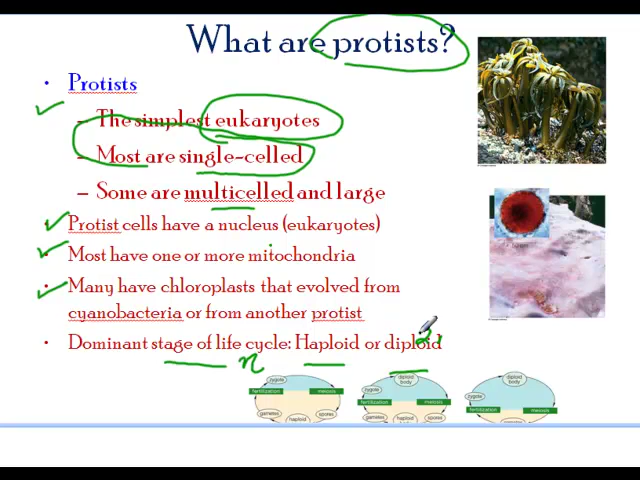 What are protists?
• Protists
– The simplest eukaryotes
– Most are single-celled
– Some are multicelled and large
• Protist cells have a nucleus (eukaryotes)
• Most have one or more mitochondria
• Many have chloroplasts that evolved from
cyanobacteria or from another protist
• Dominant stage of life cycle: Haploid or diploid
n
2
zygote
fertilization meiosis
gametes haploid spores
diploid body
zygote
fertilization meiosis
gametes haploid spores
diploid body
zygote
fertilization meiosis